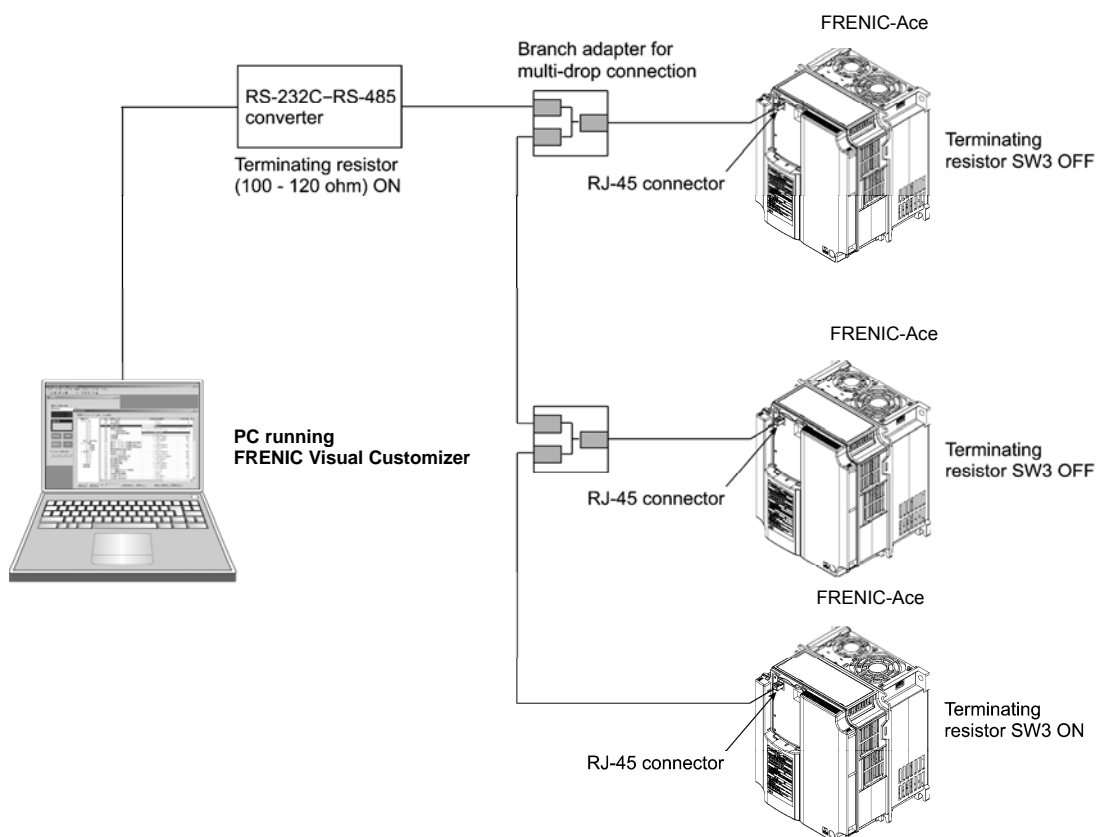 FRENIC-Ace
Branch adapter for
multi-drop connection
RS-232C–RS-485
converter
Terminating resistor
(100 - 120 ohm) ON
RJ-45 connector
Terminating
resistor SW3 OFF
FRENIC-Ace
PC running
FRENIC Visual Customizer
RJ-45 connector
Terminating
resistor SW3 OFF
FRENIC-Ace
RJ-45 connector
Terminating
resistor SW3 ON